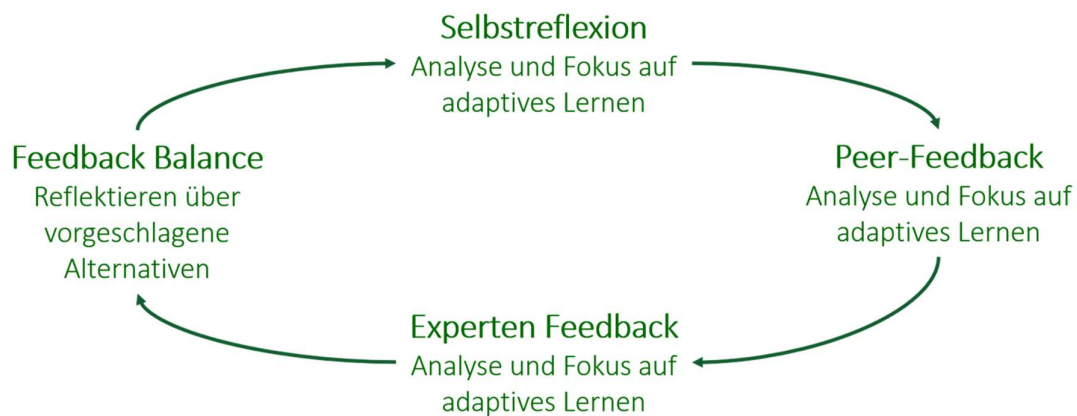 Selbstreflexion
Analyse und Fokus auf
adaptives Lernen
Peer-Feedback
Analyse und Fokus auf
adaptives Lernen
Experten Feedback
Analyse und Fokus auf
adaptives Lernen
Feedback Balance
Reflektieren über
vorgeschlagene
Alternativen